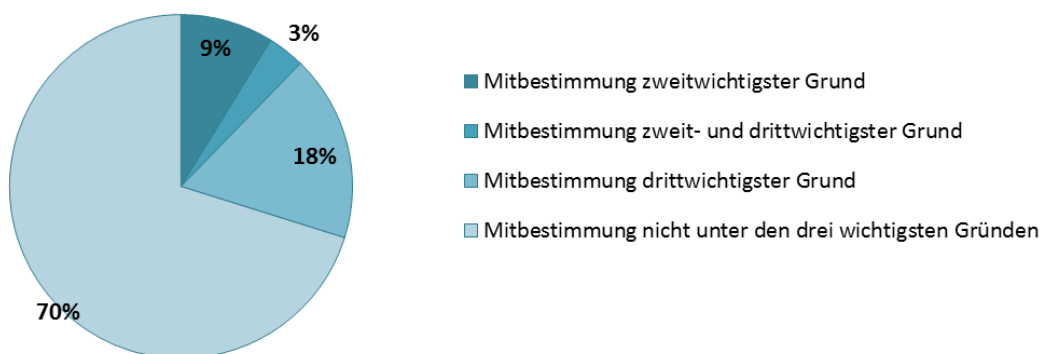 9%
3%
18%
70%
Mitbestimmung zweitwichtigster Grund
Mitbestimmung zweit- und drittwichtigster Grund
Mitbestimmung drittwichtigster Grund
Mitbestimmung nicht unter den drei wichtigsten Gründen